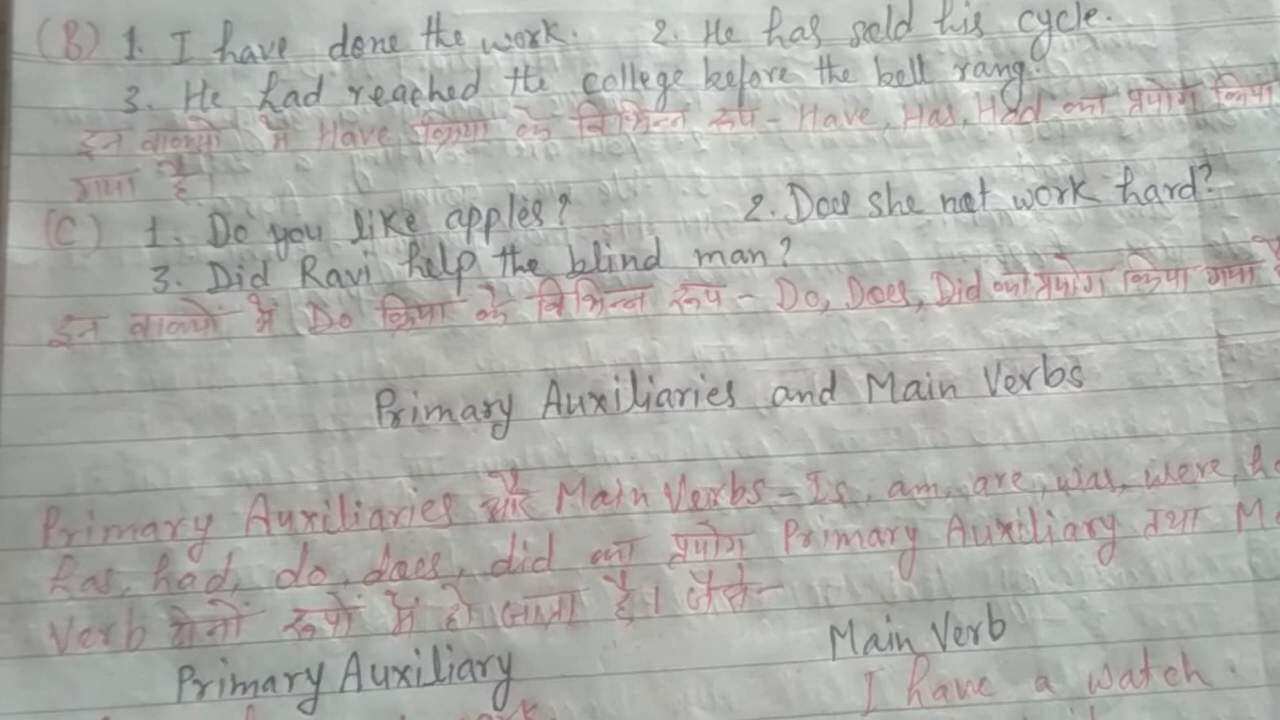 (B) 1. I have done the work. 2. He has sold his cycle.
3. He had reached the college before the bell rang.
इन वाक्यों में Have क्रिया के विभिन्न रूप - Have, Has, Had का प्रयोग किया
गया है।
(C) 1. Do you like apples? 2. Does she not work hard?
3. Did Ravi help the blind man?
इन वाक्यों में Do क्रिया के विभिन्न रूप - Do, Does, Did का प्रयोग किया गया है
Primary Auxiliaries and Main Verbs
Primary Auxiliaries और Main Verbs - Is, am, are, was, were,
has, had, do, does, did का प्रयोग Primary Auxiliary तथा
Verb दोनों रूपों में हो जाता है। जैसे-
Primary Auxiliary Main Verb
I have a watch.